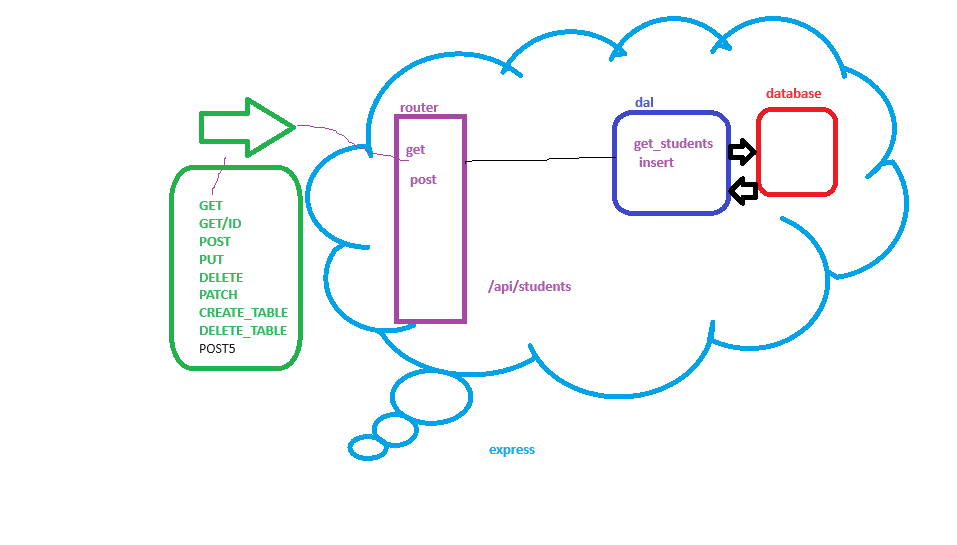 database
dal
router
get_students
insert
get
post
GET
GET/ID
POST
PUT
DELETE
PATCH
CREATE_TABLE
DELETE_TABLE
POST5
/api/students
express